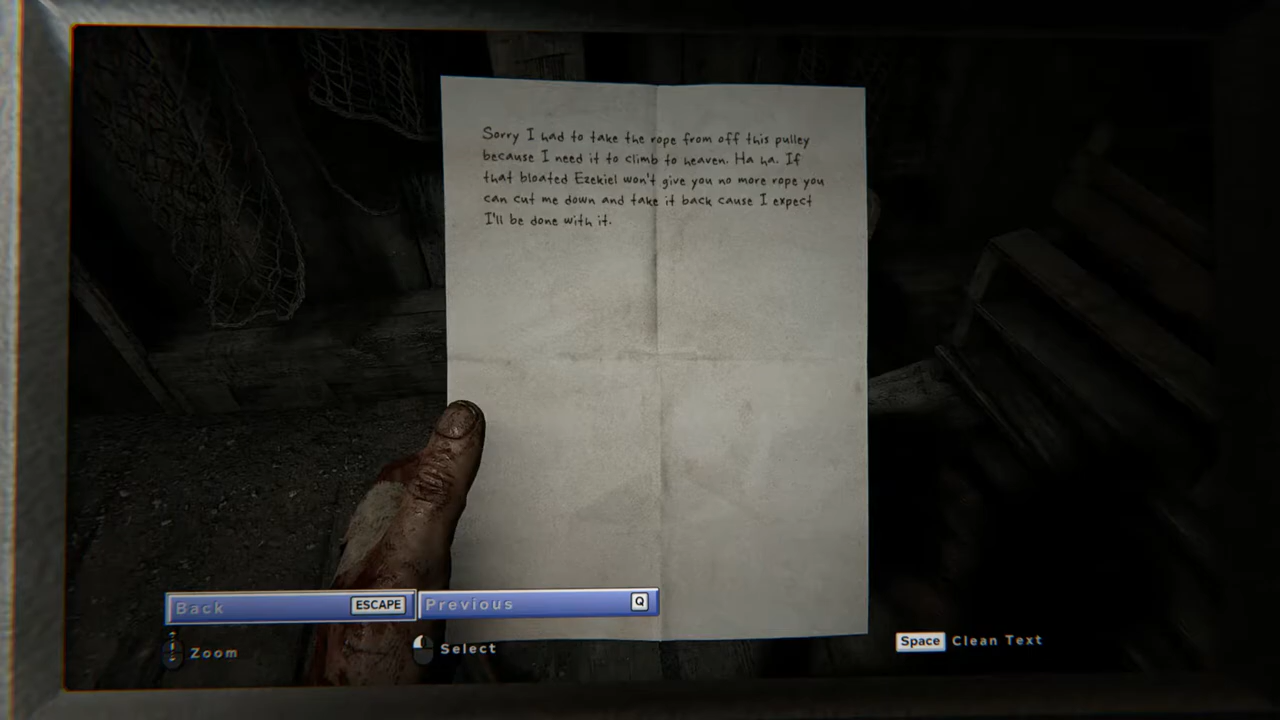 Sorry I had to take the rope from off this pulley
because I need it to climb to heaven. Ha ha. If
that bloated Ezekiel won't give you no more rope you
can cut me down and take it back cause I expect
I'll be done with it.
Back ESCAPE Previous Q
Zoom Select Space Clean Text